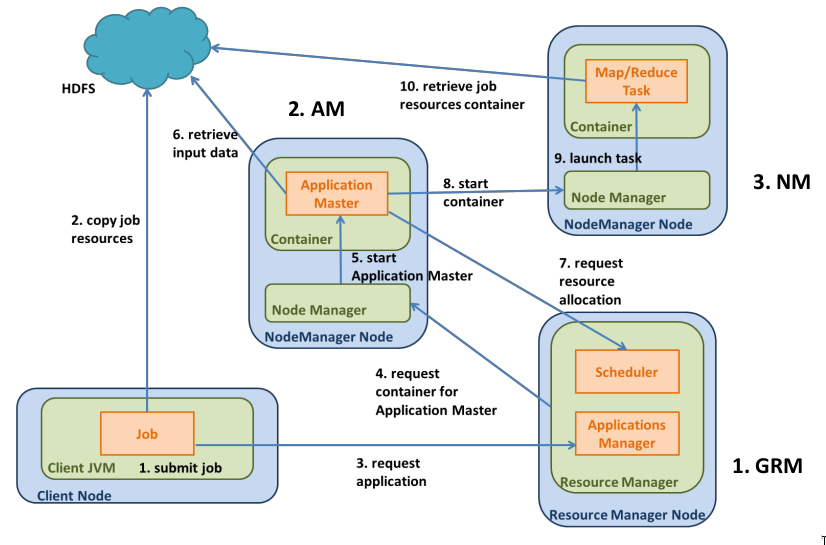 HDFS
2. AM
10. retrieve job
resources container
Map/Reduce
Task
Container
6. retrieve
input data
9. launch task
Application
Master
8. start
container
Node Manager
3. NM
NodeManager Node
2. copy job
resources
Container
5. start
Application Master
7. request
resource
allocation
Node Manager
NodeManager Node
4. request
container for
Application Master
Scheduler
Job
Applications
Manager
Client JVM
1. submit job
3. request
application
1. GRM
Resource Manager
Client Node
Resource Manager Node